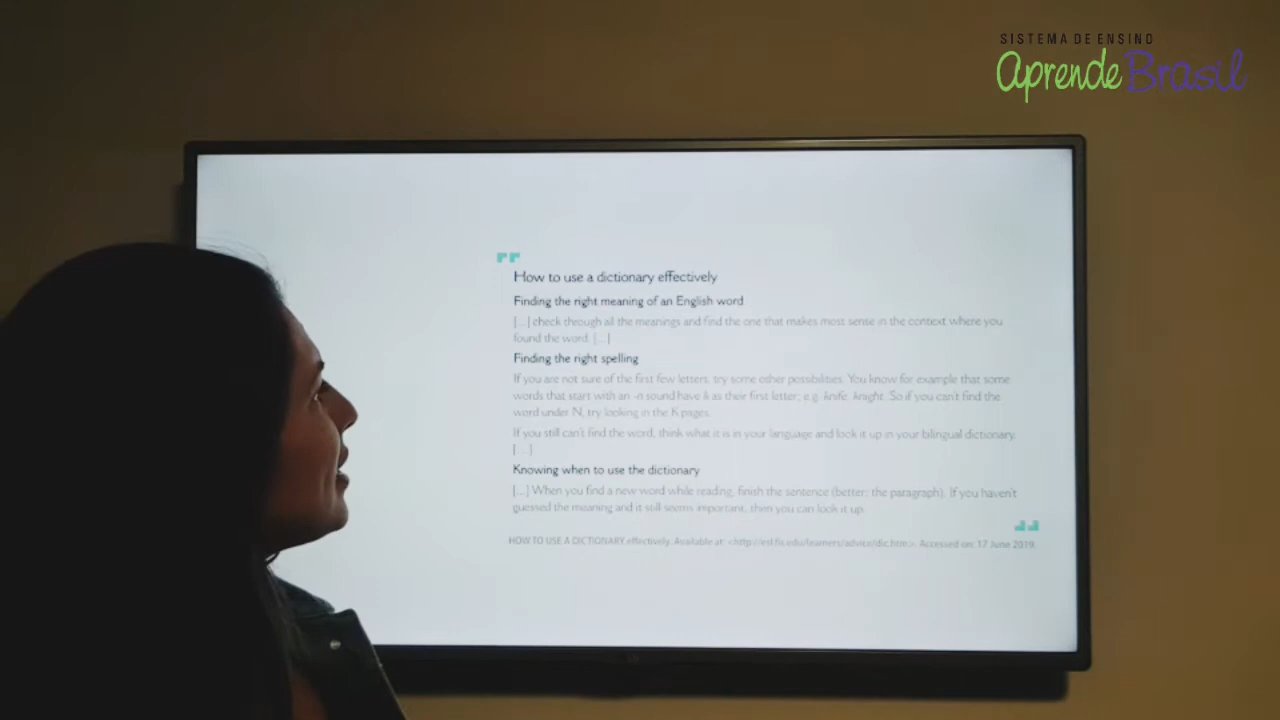 SISTEMA DE ENSINO
Aprende Brasil
How to use a dictionary effectively
Finding the right meaning of an English word
[...] check through all the meanings and find the one that makes most sense in the context where you
found the word. [...]
Finding the right spelling
If you are not sure of the first few letters, try some other possibilities. You know for example that some
words that start with an -n sound have k as their first letter; e.g. knife, knight. So if you can't find the
word under N, try looking in the K pages.
If you still can't find the word, think what it is in your language and look it up in your bilingual dictionary.
[...]
Knowing when to use the dictionary
[...] When you find a new word while reading, finish the sentence (better: the paragraph). If you haven't
guessed the meaning and it still seems important, then you can look it up.
HOW TO USE A DICTIONARY effectively. Available at: <http://esl.fis.edu/learners/advice/dic.htm>. Accessed on: 17 June 2019.